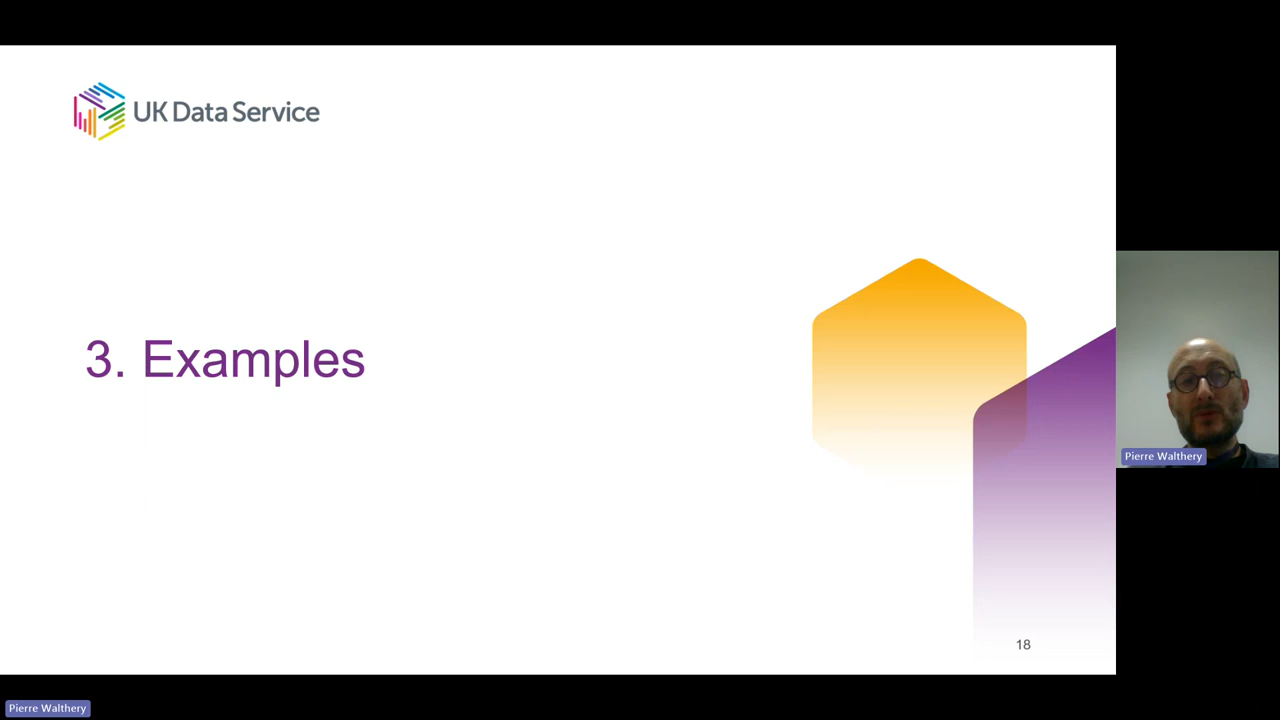 UK Data Service
3. Examples
Pierre Walthery
18
Pierre Walthery